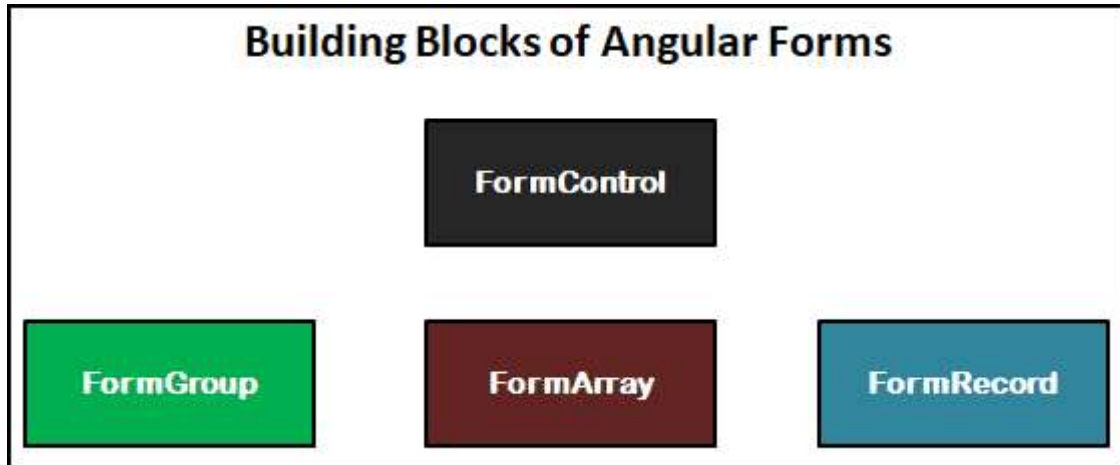 Building Blocks of Angular Forms
FormControl
FormGroup
FormArray
FormRecord